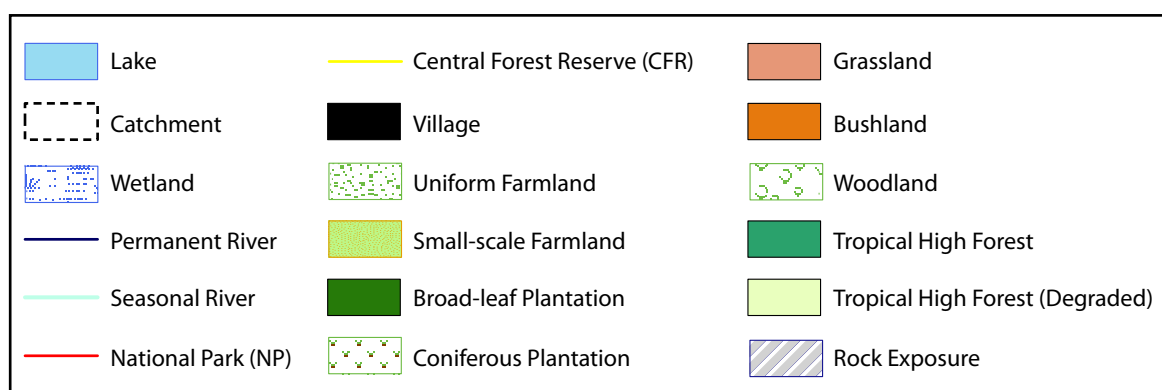 Lake
Central Forest Reserve (CFR)
Grassland
Catchment
Village
Bushland
Wetland
Uniform Farmland
Woodland
Permanent River
Small-scale Farmland
Tropical High Forest
Seasonal River
Broad-leaf Plantation
Tropical High Forest (Degraded)
National Park (NP)
Coniferous Plantation
Rock Exposure